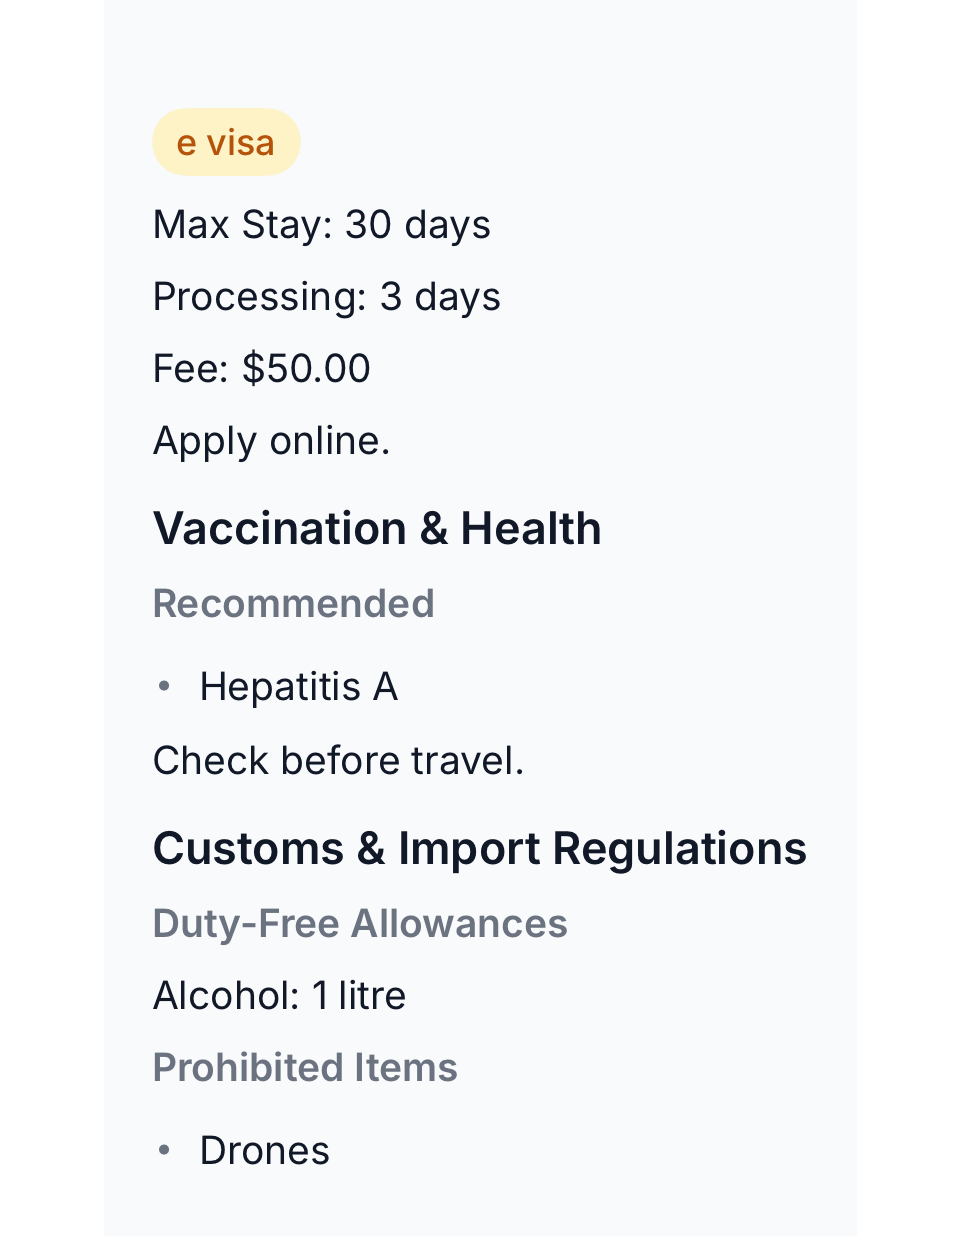 e visa
Max Stay: 30 days
Processing: 3 days
Fee: $50.00
Apply online.
Vaccination & Health
Recommended
• Hepatitis A
Check before travel.
Customs & Import Regulations
Duty-Free Allowances
Alcohol: 1 litre
Prohibited Items
• Drones